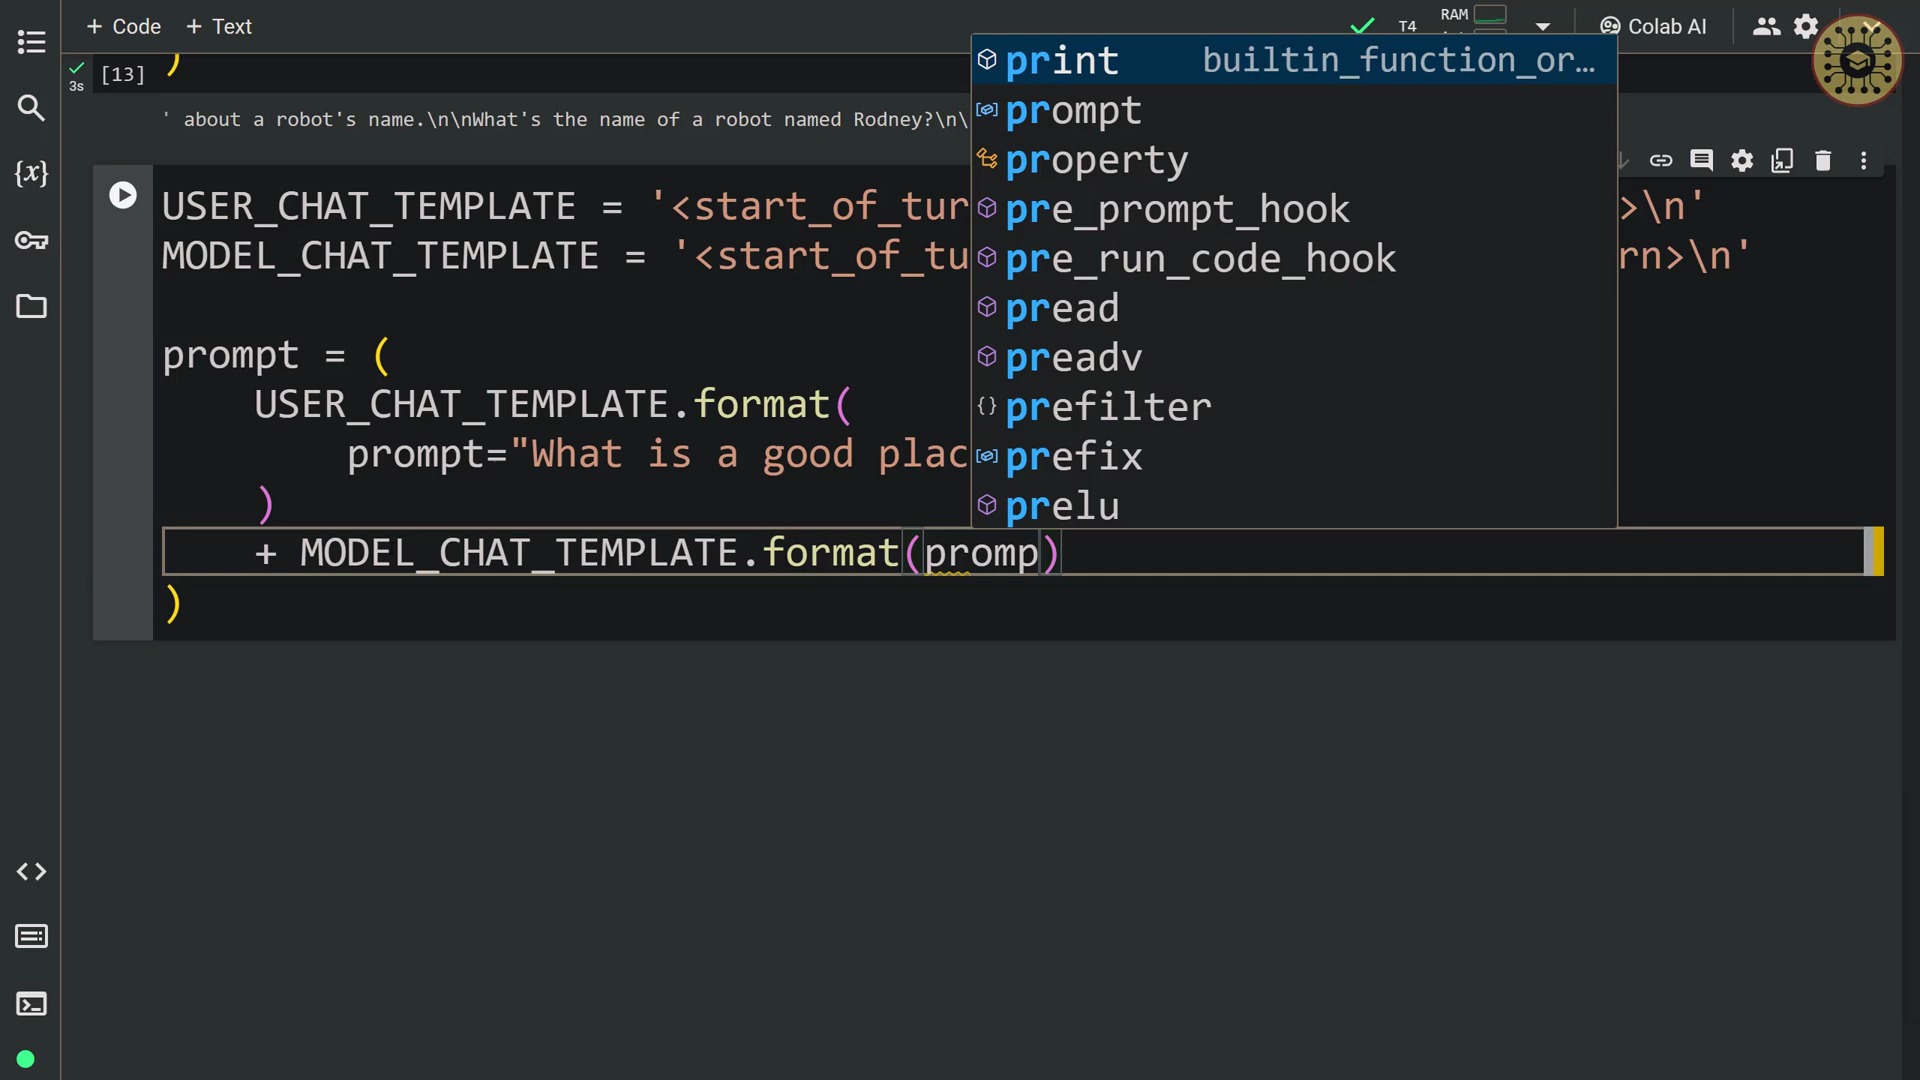 + Code + Text
T4 RAM Colab AI
[13] )
3s
' about a robot's name.\n\nWhat's the name of a robot named Rodney?\n\
USER_CHAT_TEMPLATE = '<start_of_tur >\n'
MODEL_CHAT_TEMPLATE = '<start_of_tu rn>\n'
prompt = (
USER_CHAT_TEMPLATE.format(
prompt="What is a good plac
)
+ MODEL_CHAT_TEMPLATE.format(promp)
)
print builtin_function_or…
prompt
property
pre_prompt_hook
pre_run_code_hook
pread
preadv
prefilter
prefix
prelu
{x}